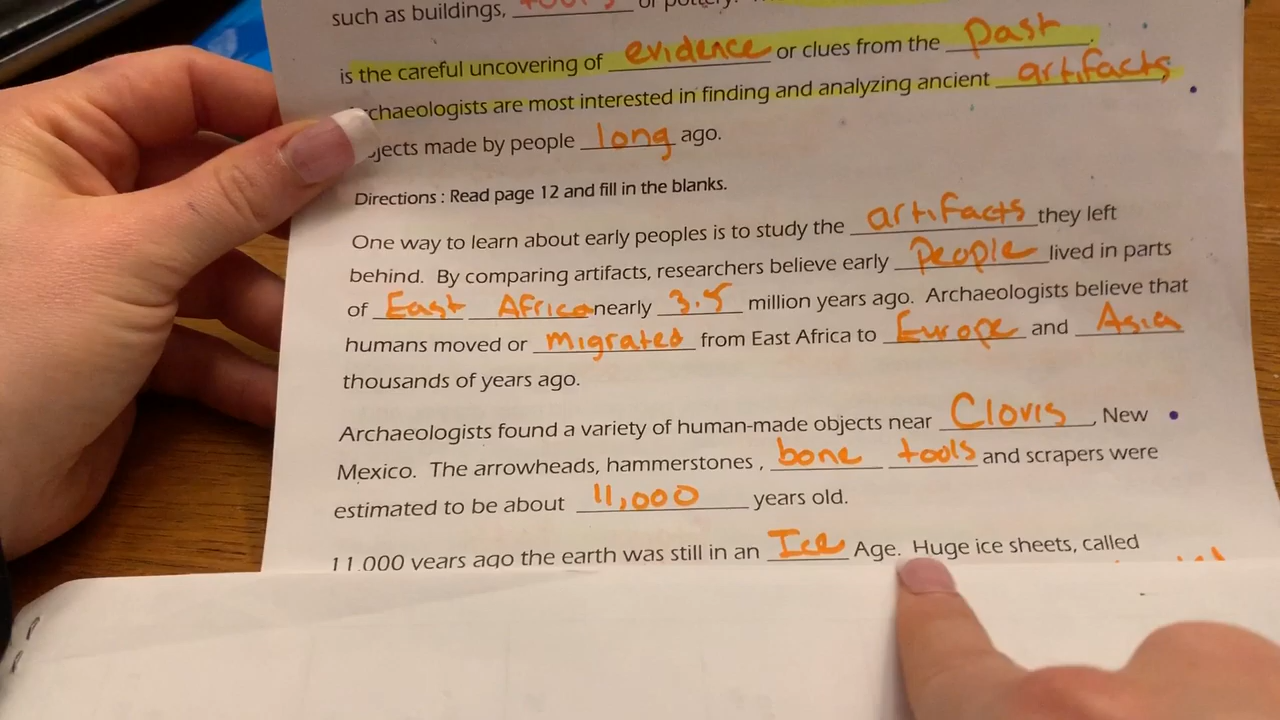 such as buildings, tools or pottery.
is the careful uncovering of evidence or clues from the past.
chaeologists are most interested in finding and analyzing ancient artifacts
jects made by people long ago.
Directions : Read page 12 and fill in the blanks.
One way to learn about early peoples is to study the artifacts they left
behind. By comparing artifacts, researchers believe early People lived in parts
of East Africa nearly 3.5 million years ago. Archaeologists believe that
humans moved or migrated from East Africa to Europe and Asia
thousands of years ago.
Archaeologists found a variety of human-made objects near Clovis, New
Mexico. The arrowheads, hammerstones , bone tools and scrapers were
estimated to be about 11,000 years old.
11,000 years ago the earth was still in an Ice Age. Huge ice sheets, called